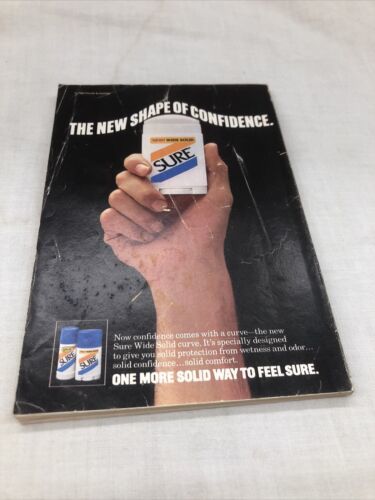 THE NEW SHAPE OF CONFIDENCE.
WIDE SOLID
SURE
SURE
SURE
Now confidence comes with a curve—the new
Sure Wide Solid curve. It's specially designed
to give you solid protection from wetness and odor...
solid confidence...solid comfort.
ONE MORE SOLID WAY TO FEEL SURE.